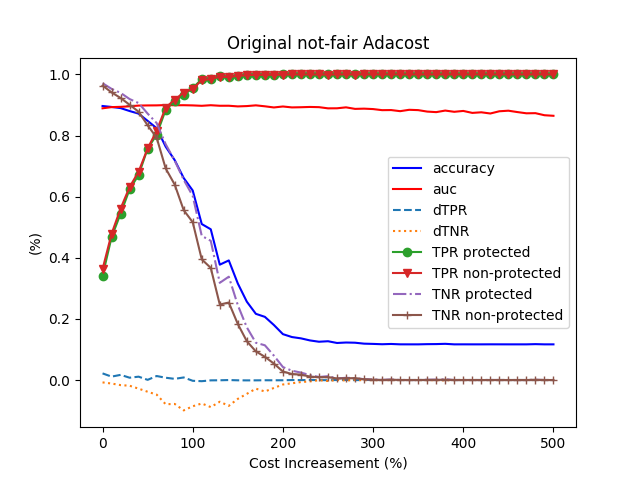 Original not-fair Adacost
1.0
0.8
0.6
0.4
0.2
0.0
(%)
accuracy
auc
dTPR
dTNR
TPR protected
TPR non-protected
TNR protected
TNR non-protected
0
100
200
300
400
500
Cost Increasement (%)